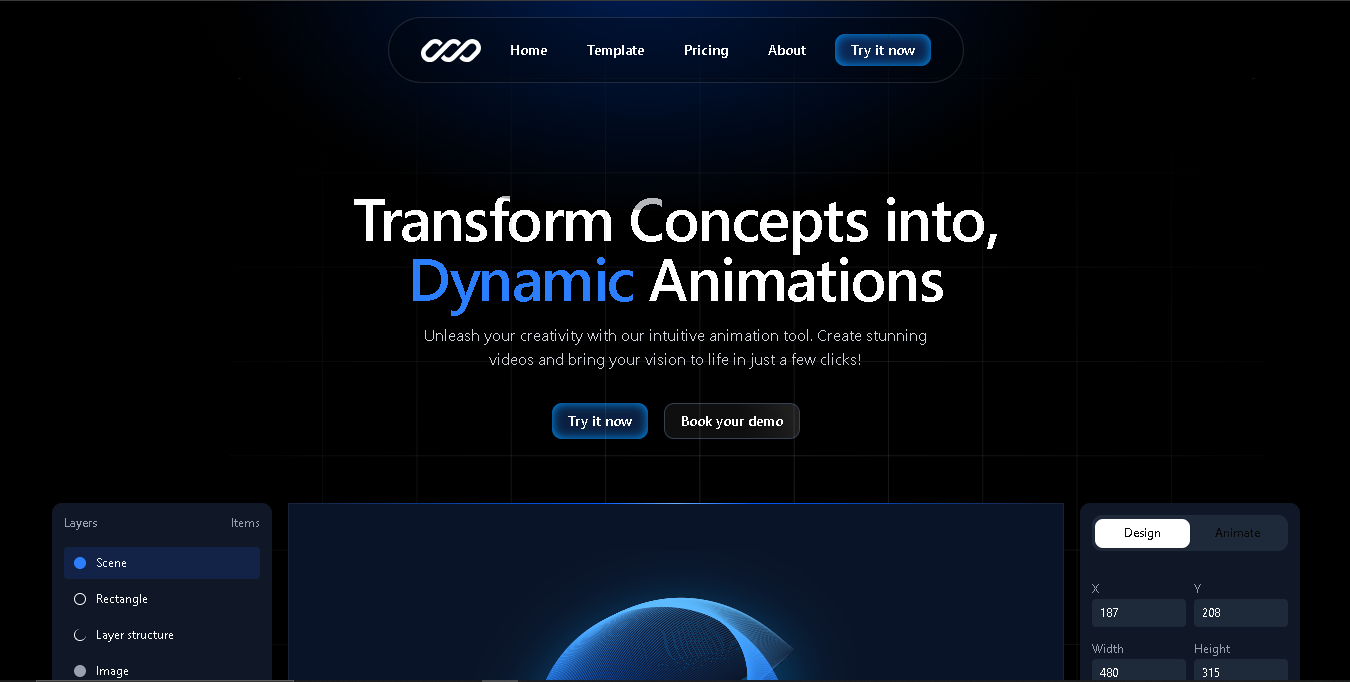 Home Template Pricing About Try it now
Transform Concepts into,
Dynamic Animations
Unleash your creativity with our intuitive animation tool. Create stunning
videos and bring your vision to life in just a few clicks!
Try it now Book your demo
Layers Items
Scene
Rectangle
Layer structure
Image
Design Animate
X Y
187 208
Width Height
480 315